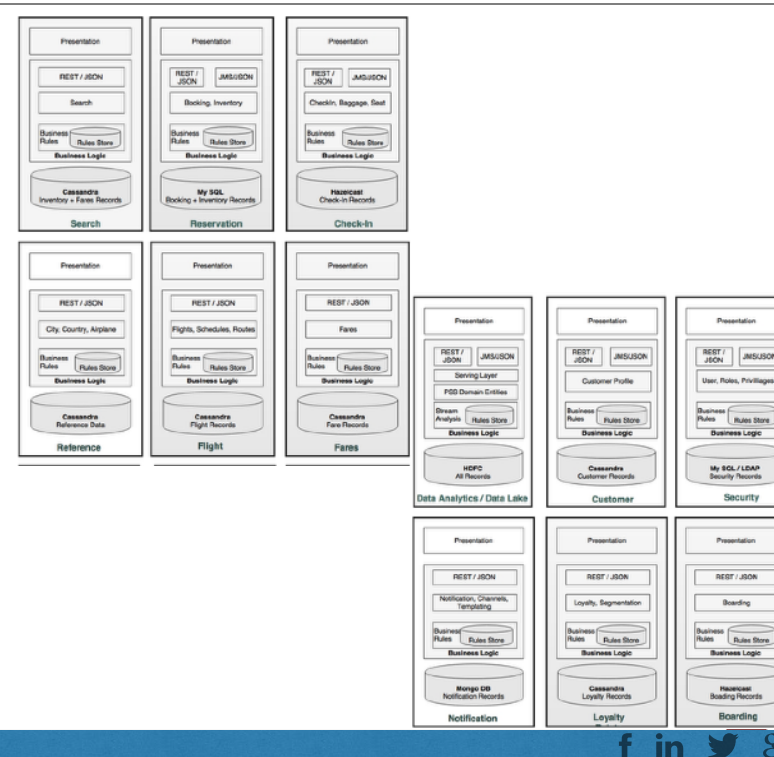 Presentation
REST /
JSON
Search
Business
Rules
Rules Store
Business Logic
Cassandra
Inventory + Fares Records
Search
Presentation
REST /
JSON
JMS/JSON
Booking, Inventory
Business
Rules
Rules Store
Business Logic
My SQL
Booking + Inventory Records
Reservation
Presentation
REST /
JSON
JMS/JSON
CheckIn, Baggage, Seat
Business
Rules
Rules Store
Business Logic
Hazelcast
Check-In Records
Check-In
Presentation
REST / JSON
City, Country, Airplane
Business
Rules
Rules Store
Business Logic
Cassandra
Reference Data
Reference
Presentation
REST / JSON
Flights, Schedules, Routes
Business
Rules
Rules Store
Business Logic
Cassandra
Flight Records
Flight
Presentation
REST / JSON
Fares
Business
Rules
Rules Store
Business Logic
Cassandra
Fare Records
Fares
Presentation
REST /
JSON
JMS/JSON
Serving Layer
PSS Domain Entities
Stream
Analysis
Rules Store
Business Logic
HDFC
All Records
Data Analytics / Data Lake
Presentation
REST /
JSON
JMS/JSON
Customer Profile
Business
Rules
Rules Store
Business Logic
Cassandra
Customer Records
Customer
Presentation
REST /
JSON
JMS/JSON
User, Roles, Privilliages
Business
Rules
Rules Store
Business Logic
My SQL / LDAP
Security Records
Security
Presentation
REST / JSON
Notification, Channels,
Templating
Business
Rules
Rules Store
Business Logic
Mongo DB
Notification Records
Notification
Presentation
REST / JSON
Loyalty, Segmentation
Business
Rules
Rules Store
Business Logic
Cassandra
Loyalty Records
Loyalty
Presentation
REST / JSON
Boarding
Business
Rules
Rules Store
Business Logic
Hazelcast
Boading Records
Boarding
f in